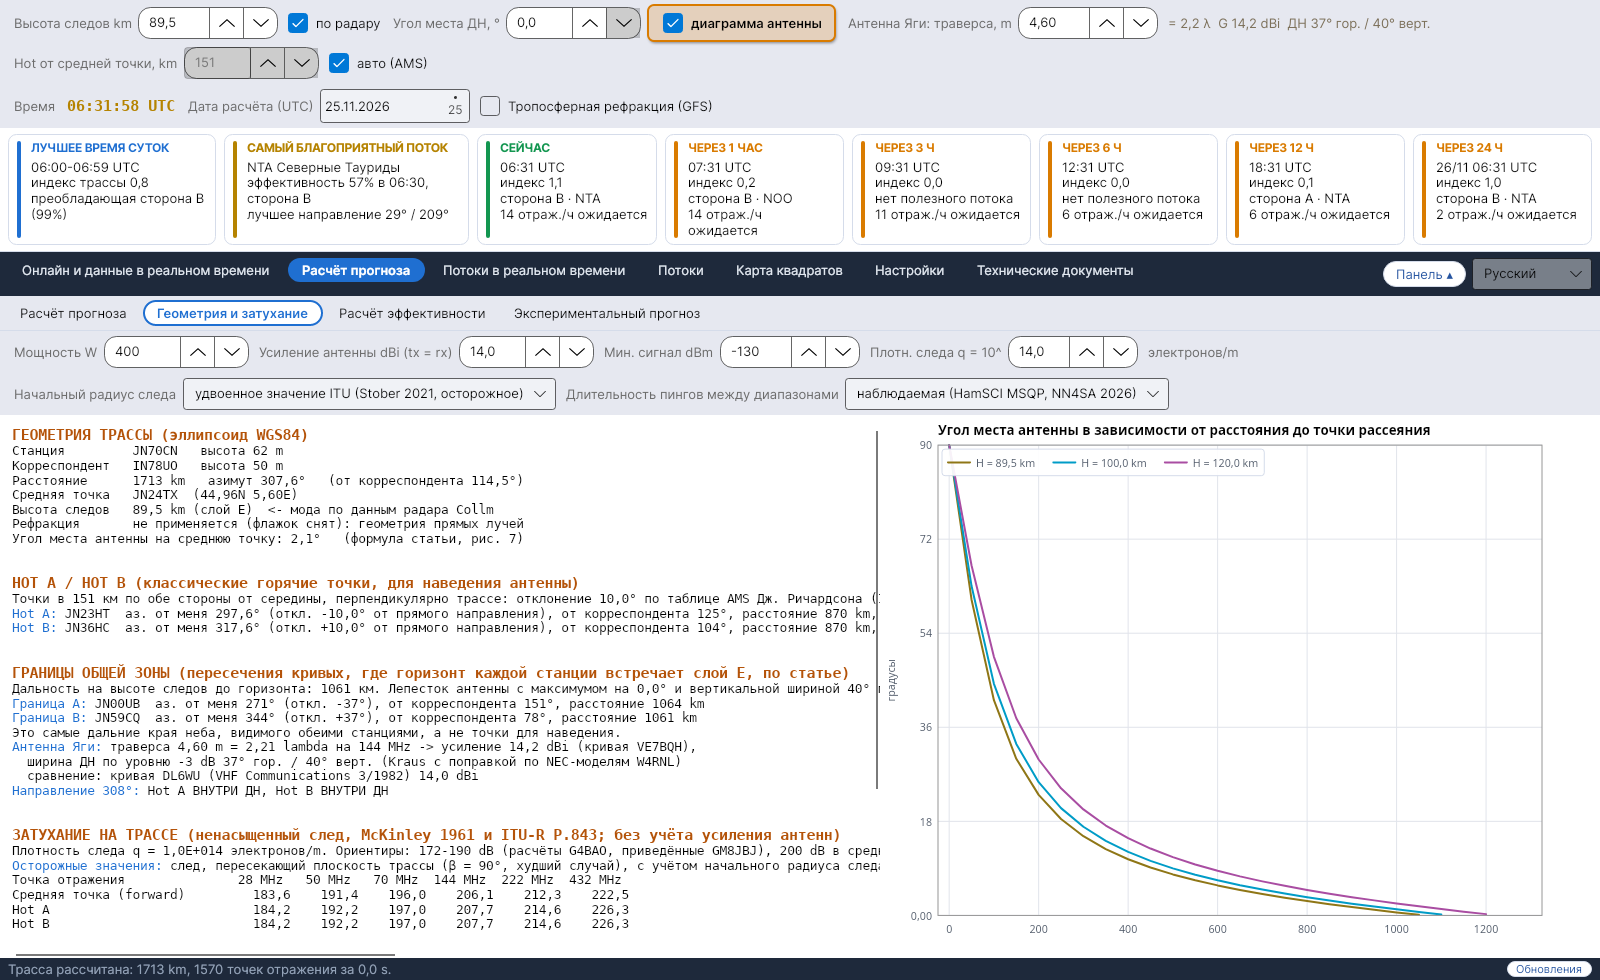 Высота следов km 89,5 по радару Угол места ДН, ° 0,0 диаграмма антенны Антенна Яги: траверса, m 4,60 = 2,2 λ G 14,2 dBi ДН 37° гор. / 40° верт.
Hot от средней точки, km 151 авто (AMS)
Время 06:31:58 UTC Дата расчёта (UTC) 25.11.2026 25 Тропосферная рефракция (GFS)
ЛУЧШЕЕ ВРЕМЯ СУТОК
06:00-06:59 UTC
индекс трассы 0,8
преобладающая сторона B
(99%)
САМЫЙ БЛАГОПРИЯТНЫЙ ПОТОК
NTA Северные Тауриды
эффективность 57% в 06:30,
сторона B
лучшее направление 29° / 209°
СЕЙЧАС
06:31 UTC
индекс 1,1
сторона B · NTA
14 отраж./ч ожидается
ЧЕРЕЗ 1 ЧАС
07:31 UTC
индекс 0,2
сторона B · NOO
14 отраж./ч
ожидается
ЧЕРЕЗ 3 Ч
09:31 UTC
индекс 0,0
нет полезного потока
11 отраж./ч ожидается
ЧЕРЕЗ 6 Ч
12:31 UTC
индекс 0,0
нет полезного потока
6 отраж./ч ожидается
ЧЕРЕЗ 12 Ч
18:31 UTC
индекс 0,1
сторона A · NTA
6 отраж./ч ожидается
ЧЕРЕЗ 24 Ч
26/11 06:31 UTC
индекс 1,0
сторона B · NTA
2 отраж./ч ожидается
Онлайн и данные в реальном времени Расчёт прогноза Потоки в реальном времени Потоки Карта квадратов Настройки Технические документы Панель ▴ Русский
Расчёт прогноза Геометрия и затухание Расчёт эффективности Экспериментальный прогноз
Мощность W 400 Усиление антенны dBi (tx = rx) 14,0 Мин. сигнал dBm -130 Плотн. следа q = 10^ 14,0 электронов/m
Начальный радиус следа удвоенное значение ITU (Stober 2021, осторожное) Длительность пингов между диапазонами наблюдаемая (HamSCI MSQP, NN4SA 2026)
ГЕОМЕТРИЯ ТРАССЫ (эллипсоид WGS84)
Станция JN70CN высота 62 m
Корреспондент IN78UO высота 50 m
Расстояние 1713 km азимут 307,6° (от корреспондента 114,5°)
Средняя точка JN24TX (44,96N 5,60E)
Высота следов 89,5 km (слой E) <- мода по данным радара Collm
Рефракция не применяется (флажок снят): геометрия прямых лучей
Угол места антенны на среднюю точку: 2,1° (формула статьи, рис. 7)
HOT A / HOT B (классические горячие точки, для наведения антенны)
Точки в 151 км по обе стороны от середины, перпендикулярно трассе: отклонение 10,0° по таблице AMS Дж. Ричардсона (
Hot A: JN23HT аз. от меня 297,6° (откл. -10,0° от прямого направления), от корреспондента 125°, расстояние 870 km,
Hot B: JN36HC аз. от меня 317,6° (откл. +10,0° от прямого направления), от корреспондента 104°, расстояние 870 km,
ГРАНИЦЫ ОБЩЕЙ ЗОНЫ (пересечения кривых, где горизонт каждой станции встречает слой E, по статье)
Дальность на высоте следов до горизонта: 1061 км. Лепесток антенны с максимумом на 0,0° и вертикальной шириной 40°
Граница A: JN00UB аз. от меня 271° (откл. -37°), от корреспондента 151°, расстояние 1064 km
Граница B: JN59CQ аз. от меня 344° (откл. +37°), от корреспондента 78°, расстояние 1061 km
Это самые дальние края неба, видимого обеими станциями, а не точки для наведения.
Антенна Яги: траверса 4,60 m = 2,21 lambda на 144 MHz -> усиление 14,2 dBi (кривая VE7BQH),
ширина ДН по уровню -3 dB 37° гор. / 40° верт. (Kraus с поправкой по NEC-моделям W4RNL)
сравнение: кривая DL6WU (VHF Communications 3/1982) 14,0 dBi
Направление 308°: Hot A ВНУТРИ ДН, Hot B ВНУТРИ ДН
ЗАТУХАНИЕ НА ТРАССЕ (ненасыщенный след, McKinley 1961 и ITU-R P.843; без учёта усиления антенн)
Плотность следа q = 1,0E+014 электронов/m. Ориентиры: 172-190 dB (расчёты G4BAO, приведённые GM8JBJ), 200 dB в сред
Осторожные значения: след, пересекающий плоскость трассы (β = 90°, худший случай), с учётом начального радиуса следа
Точка отражения 28 MHz 50 MHz 70 MHz 144 MHz 222 MHz 432 MHz
Средняя точка (forward) 183,6 191,4 196,0 206,1 212,3 222,5
Hot A 184,2 192,2 197,0 207,7 214,6 226,3
Hot B 184,2 192,2 197,0 207,7 214,6 226,3
Угол места антенны в зависимости от расстояния до точки рассеяния
H = 89,5 km H = 100,0 km H = 120,0 km
градусы
90
72
54
36
18
0,00
0 200 400 600 800 1000 1200
Трасса рассчитана: 1713 km, 1570 точек отражения за 0,0 s. Обновления